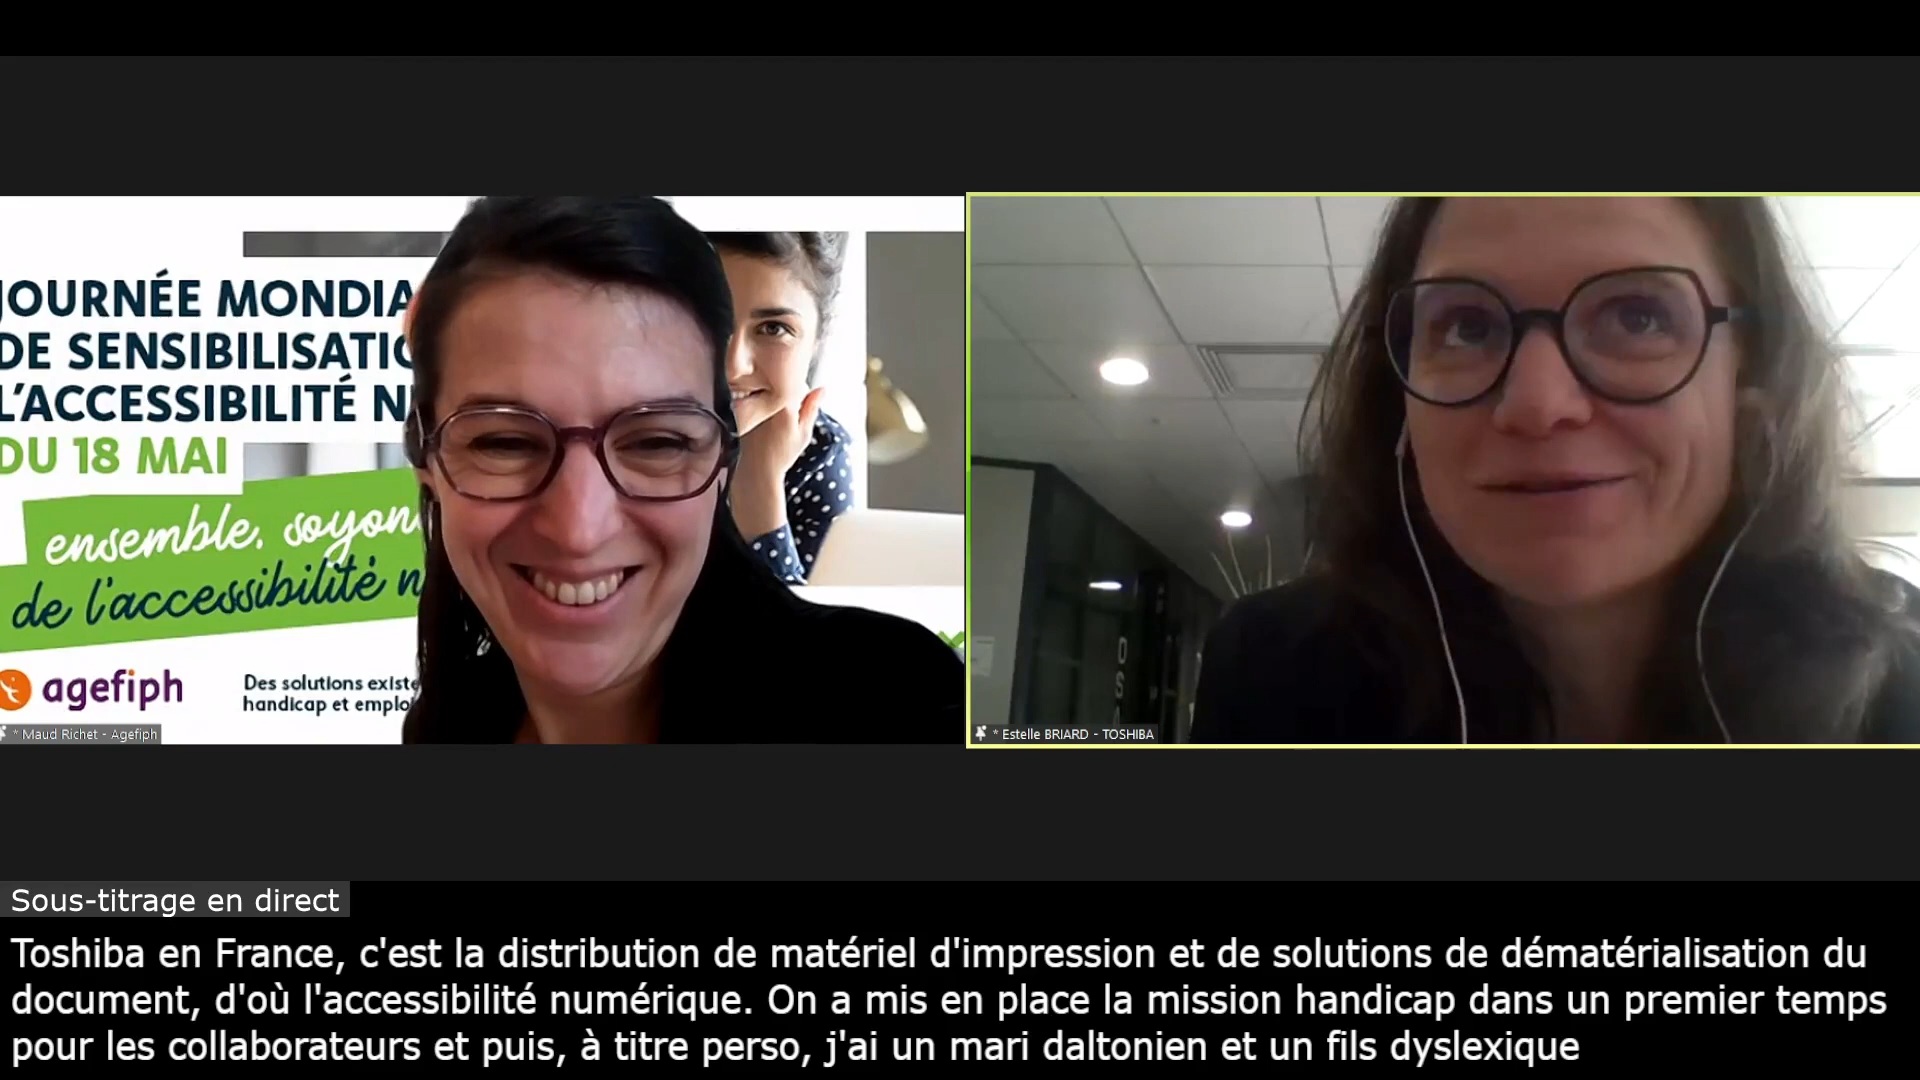 JOURNÉE MONDIA
DE SENSIBILISATIO
L'ACCESSIBILITÉ N
DU 18 MAI
ensemble, soyon
de l'accessibilité n
agefiph
Des solutions existe
handicap et emplo
* Maud Richet - Agefiph
* Estelle BRIARD - TOSHIBA
Sous-titrage en direct
Toshiba en France, c'est la distribution de matériel d'impression et de solutions de dématérialisation du
document, d'où l'accessibilité numérique. On a mis en place la mission handicap dans un premier temps
pour les collaborateurs et puis, à titre perso, j'ai un mari daltonien et un fils dyslexique